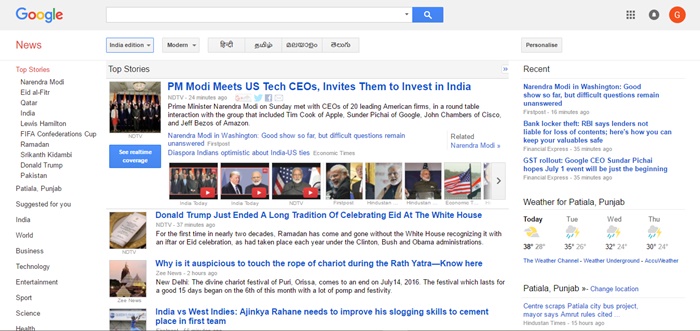 Google
G
News
India edition
Modern
हिन्दी
தமிழ்
മലയാളം
తెలుగు
Personalise
Top Stories
Narendra Modi
Eid al-Fitr
Qatar
India
Lewis Hamilton
FIFA Confederations Cup
Ramadan
Srikanth Kidambi
Donald Trump
Pakistan
Patiala, Punjab
Suggested for you
India
World
Business
Technology
Entertainment
Sport
Science
Health
Top Stories
PM Modi Meets US Tech CEOs, Invites Them to Invest in India
NDTV - 24 minutes ago
Prime Minister Narendra Modi on Sunday met with CEOs of 20 leading American firms, in a round table
interaction with the group that included Tim Cook of Apple, Sunder Pichai of Google, John Chambers of Cisco,
and Jeff Bezos of Amazon.
NDTV
See realtime
coverage
Narendra Modi in Washington: Good show so far, but difficult questions remain
unanswered Firstpost
Diaspora Indians optimistic about India-US ties Economic Times
Related
Narendra Modi »
India Today
India Today
NDTV
Firstpost
Hindustan ...
Hindustan ...
Economic T...
Firstpost
Donald Trump Just Ended A Long Tradition Of Celebrating Eid At The White House
NDTV - 37 minutes ago
For the first time in nearly two decades, Ramadan has come and gone without the White House recognizing it with
an iftar or Eid celebration, as had taken place each year under the Clinton, Bush and Obama administrations.
NDTV
Why is it auspicious to touch the rope of chariot during the Rath Yatra—Know here
Zee News - 2 hours ago
New Delhi: The divine chariot festival of Puri, Orissa, comes to an end on July14, 2016. The festival which lasts for
a good 15 days began on the 6th of this month with a lot of pomp and festivity.
Zee News
India vs West Indies: Ajinkya Rahane needs to improve his slogging skills to cement
place in first team
Recent
Narendra Modi in Washington: Good
show so far, but difficult questions remain
unanswered
Firstpost - 16 minutes ago
Bank locker theft: RBI says lenders not
liable for loss of contents; here's how you can
keep your valuables safe
Financial Express - 35 minutes ago
GST rollout: Google CEO Sundar Pichai
hopes July 1 event will be just the beginning
Financial Express - 35 minutes ago
Weather for Patiala, Punjab
Today Tue Wed Thu
38° 28° 35° 26° 32° 24° 30° 24°
The Weather Channel - Weather Underground - AccuWeather
Patiala, Punjab » - Change location
Centre scraps Patiala city bus project,
mayor says Amrut rules cited ...
Hindustan Times - 15 hours ago